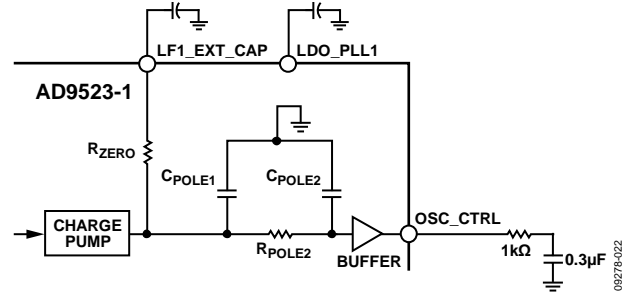 LF1_EXT_CAP
LDO_PLL1
AD9523-1
RZERO
CPOLE1
CPOLE2
OSC_CTRL
CHARGE
PUMP
RPOLE2
BUFFER
1kΩ
0.3µF
09278-022